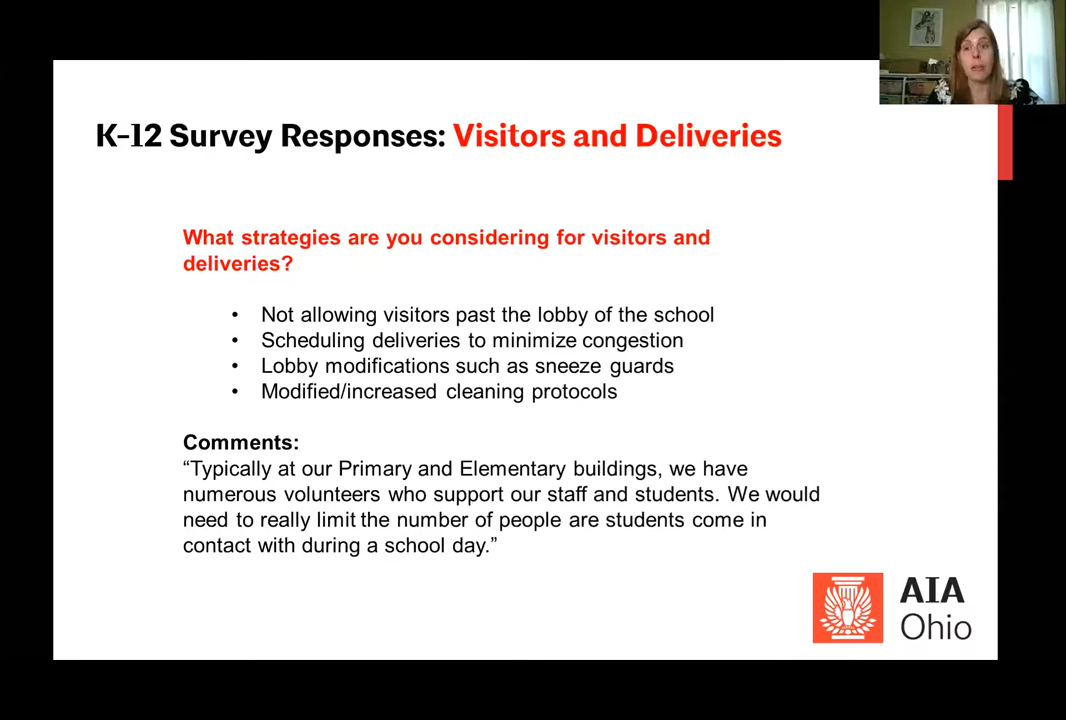 K-12 Survey Responses: Visitors and Deliveries
What strategies are you considering for visitors and
deliveries?
• Not allowing visitors past the lobby of the school
• Scheduling deliveries to minimize congestion
• Lobby modifications such as sneeze guards
• Modified/increased cleaning protocols
Comments:
“Typically at our Primary and Elementary buildings, we have
numerous volunteers who support our staff and students. We would
need to really limit the number of people are students come in
contact with during a school day.”
AIA
Ohio